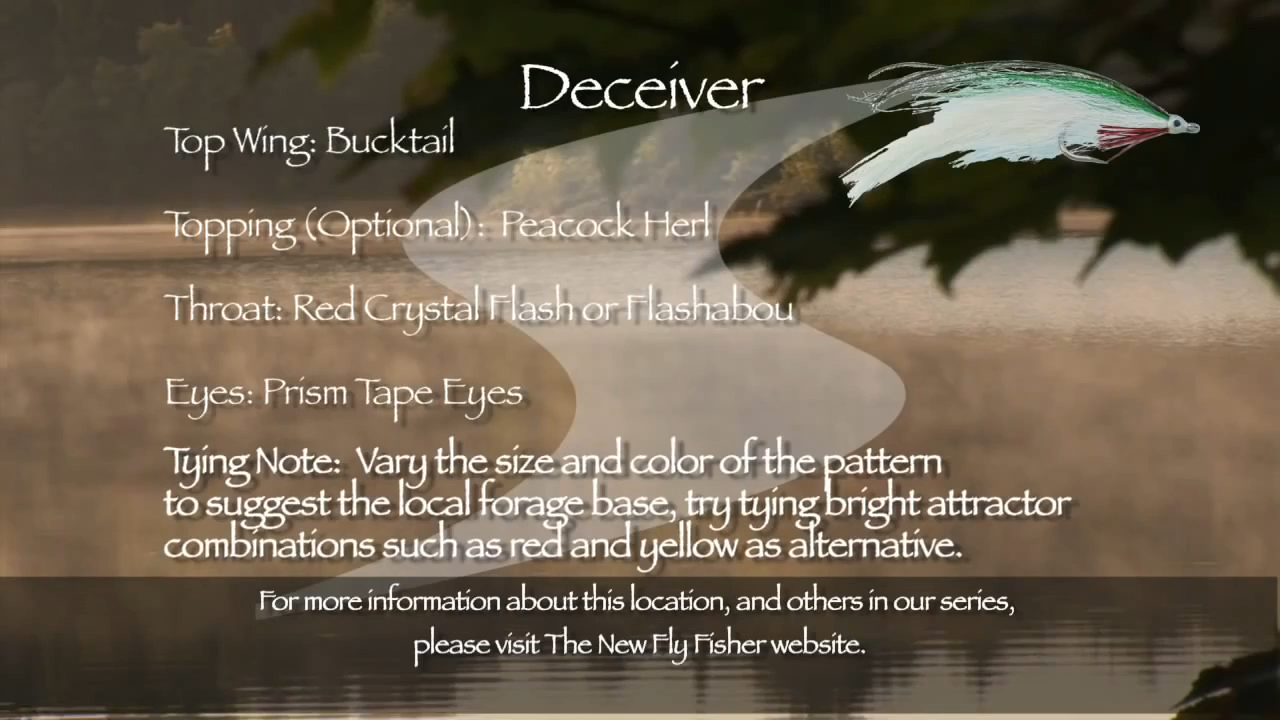 Deceiver
Top Wing: Bucktail
Topping (Optional) : Peacock Herl
Throat: Red Crystal Flash or Flashabou
Eyes: Prism Tape Eyes
Tying Note: Vary the size and color of the pattern
to suggest the local forage base, try tying bright attractor
combinations such as red and yellow as alternative.
For more information about this location, and others in our series,
please visit The New Fly Fisher website.